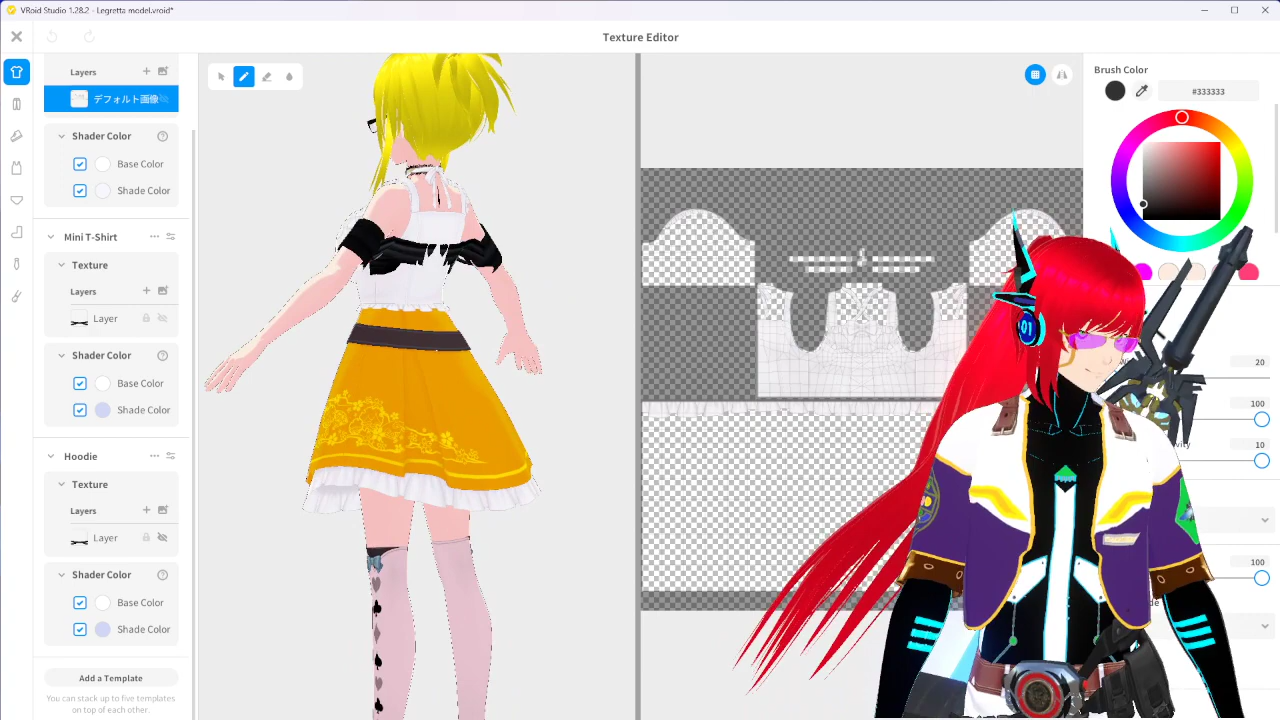 VRoid Studio 1.28.2 - Legretta model.vroid*
Texture Editor
Layers
デフォルト画像
Shader Color
Base Color
Shade Color
Mini T-Shirt
Texture
Layers
Layer
Shader Color
Base Color
Shade Color
Hoodie
Texture
Layers
Layer
Shader Color
Base Color
Shade Color
Add a Template
You can stack up to five templates
on top of each other.
Brush Color
#333333
20
100
10
100
01